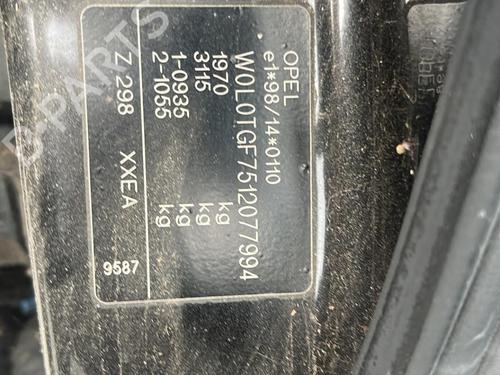 OPEL
e1*98/14*0110
W0L0TGF7512077994
1970 kg
3115 kg
1-0935 kg
2-1055 kg
Z 298 XXEA
9587
B-PARTS